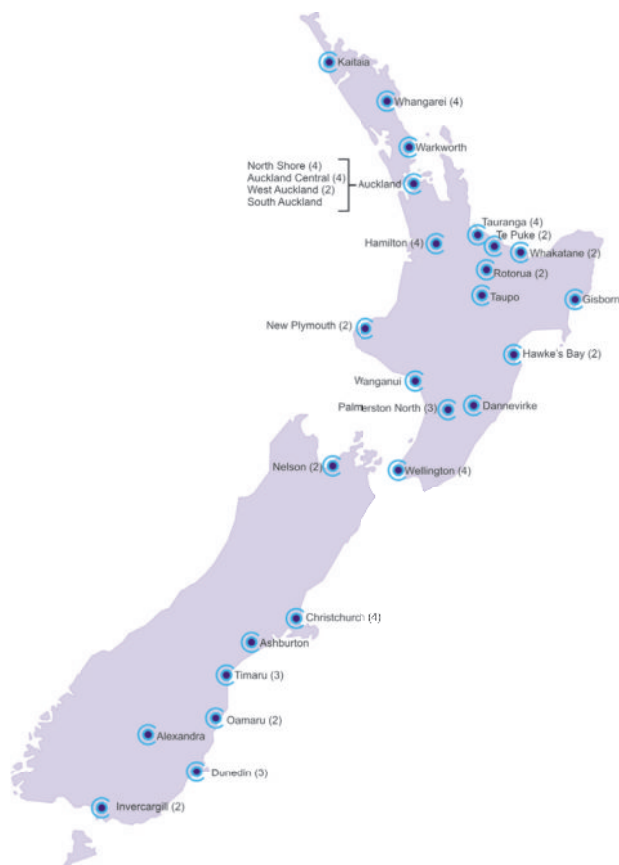 Kaitaia
Whangarei (4)
Warkworth
North Shore (4)
Auckland Central (4)
West Auckland (2)
South Auckland
Auckland
Tauranga (4)
Te Puke (2)
Hamilton (4)
Whakatane (2)
Rotorua (2)
Taupo
Gisborn
New Plymouth (2)
Hawke's Bay (2)
Wanganui
Palmerston North (3)
Dannevirke
Nelson (2)
Wellington (4)
Christchurch (4)
Ashburton
Timaru (3)
Oamaru (2)
Alexandra
Dunedin (3)
Invercargill (2)